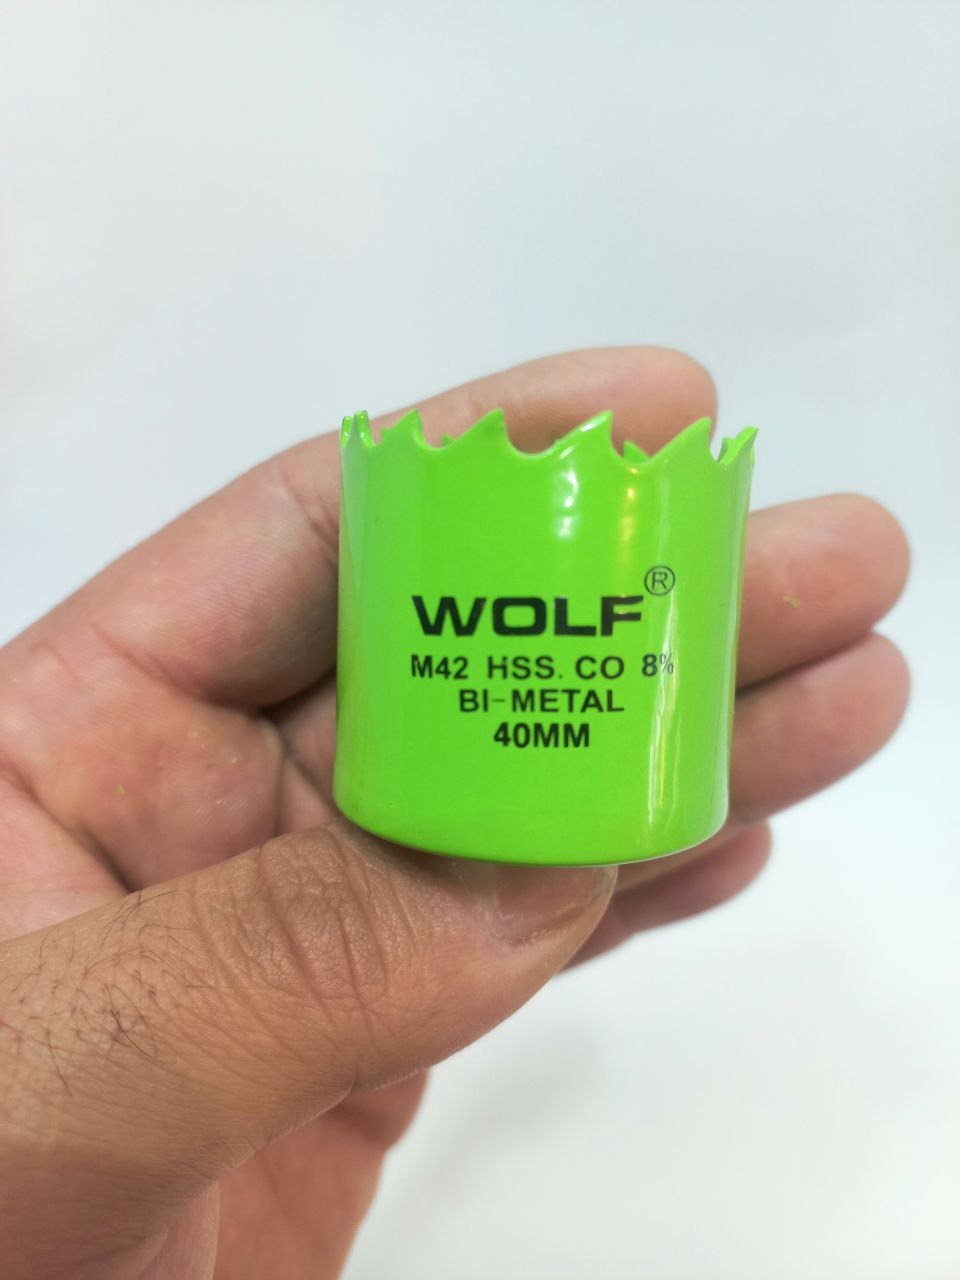 WOLF®
M42 HSS. CO 8%
BI-METAL
40MM